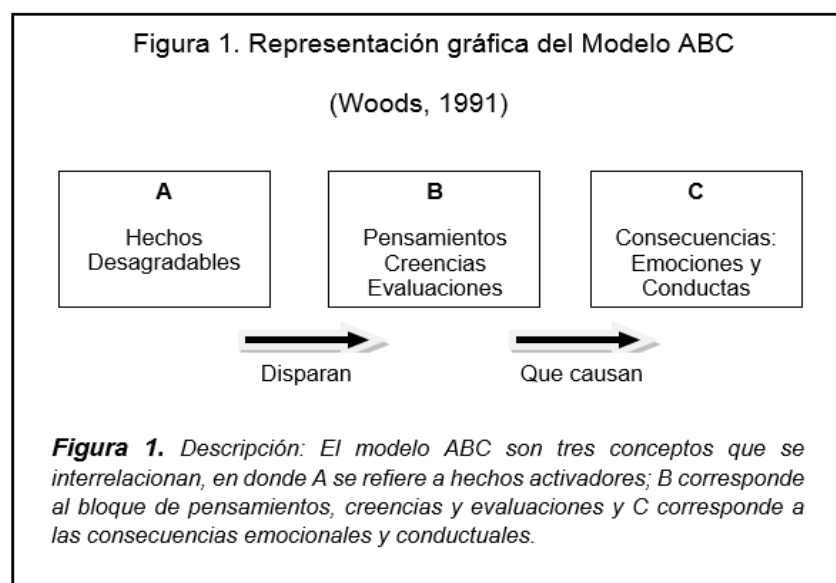 Figura 1. Representación gráfica del Modelo ABC
(Woods, 1991)
A
Hechos
Desagradables
B
Pensamientos
Creencias
Evaluaciones
C
Consecuencias:
Emociones y
Conductas
Disparan
Que causan
Figura 1. Descripción: El modelo ABC son tres conceptos que se
interrelacionan, en donde A se refiere a hechos activadores; B corresponde
al bloque de pensamientos, creencias y evaluaciones y C corresponde a
las consecuencias emocionales y conductuales.